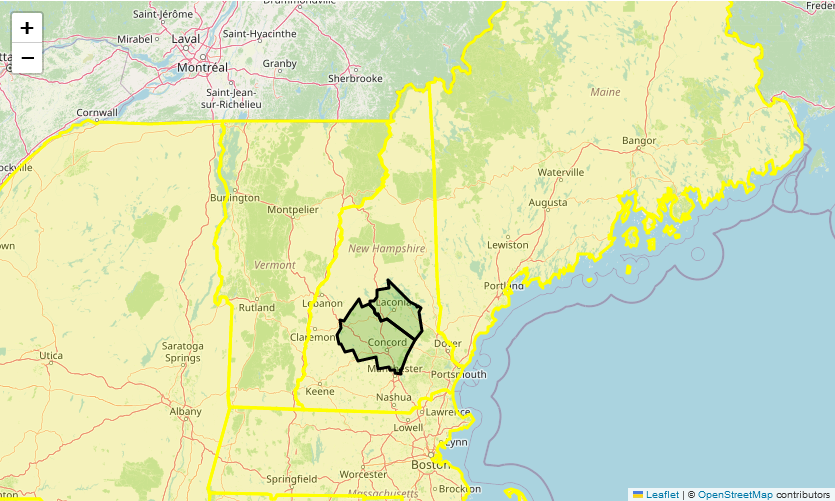 +
−
Saint-Jérôme
Mirabel
Laval
Montréal
Saint-Hyacinthe
Granby
Saint-Jean-
sur-Richelieu
Sherbrooke
Drummondville
Cornwall
Maine
Bangor
Waterville
Augusta
Lewiston
Portland
Burlington
Montpelier
New Hampshire
Vermont
Lebanon
Laconia
Rutland
Claremont
Concord
Dover
Saratoga
Springs
Utica
Manchester
Portsmouth
Keene
Nashua
Albany
Lawrence
Lowell
Lynn
Boston
Worcester
Springfield
Brockton
Massachusetts
Leaflet | © OpenStreetMap contributors